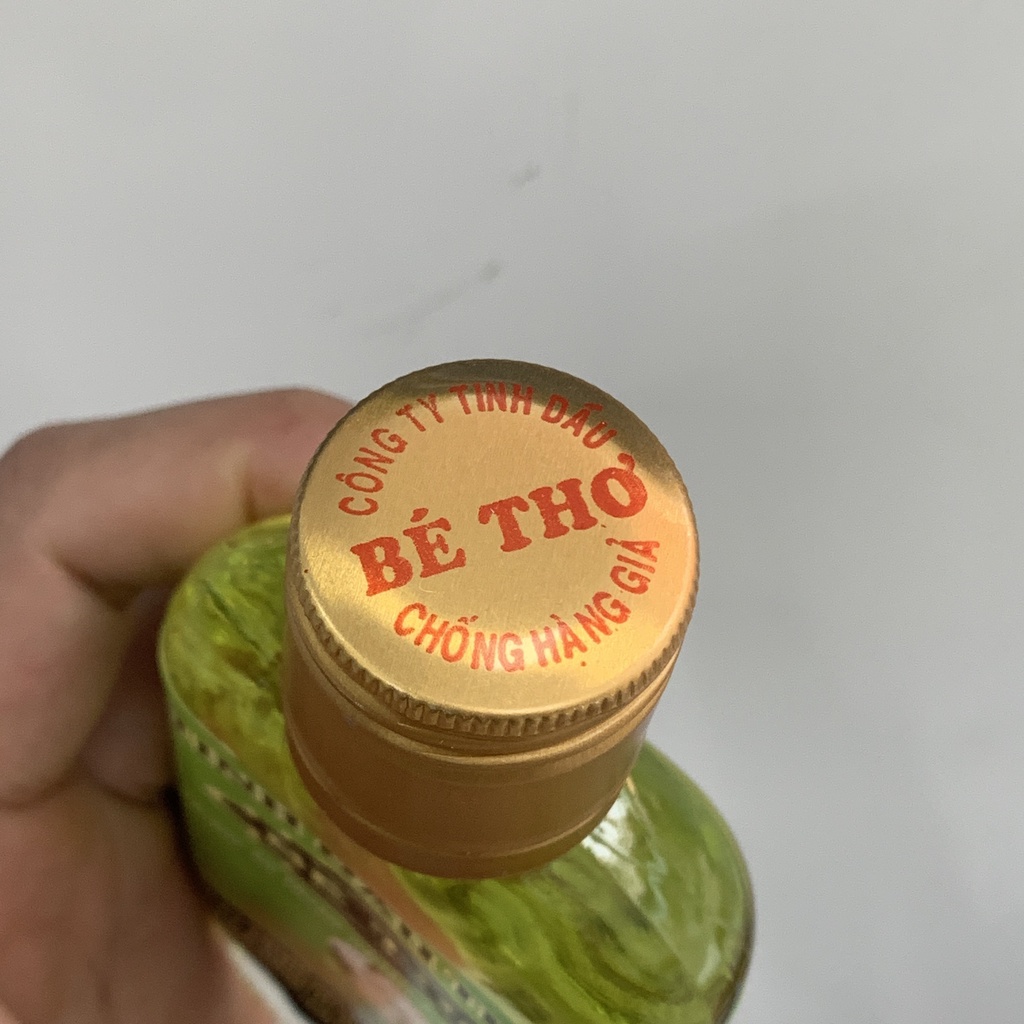 CÔNG TY TINH DẦU
BÉ THƠ
CHỐNG HÀNG GIẢ